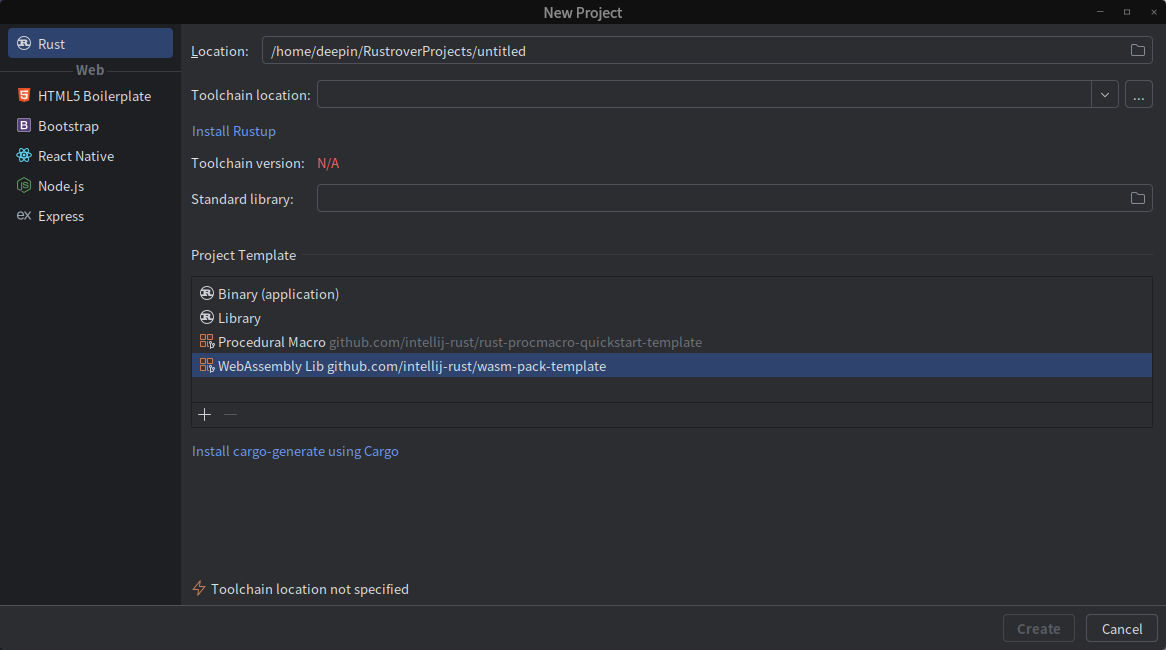 New Project
Rust
Web
HTML5 Boilerplate
Bootstrap
React Native
Node.js
Express
Location: /home/deepin/RustroverProjects/untitled
Toolchain location:
...
Install Rustup
Toolchain version: N/A
Standard library:
Project Template
Binary (application)
Library
Procedural Macro github.com/intellij-rust/rust-procmacro-quickstart-template
WebAssembly Lib github.com/intellij-rust/wasm-pack-template
Install cargo-generate using Cargo
Toolchain location not specified
Create Cancel